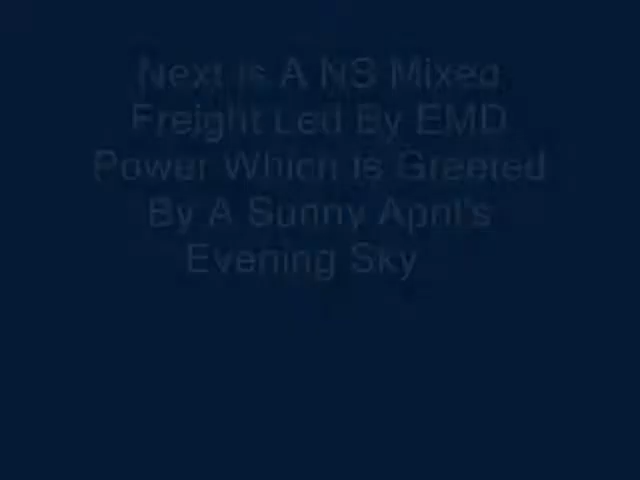 Next is A NS Mixed
Freight Led By EMD
Power Which is Greeted
By A Sunny April's
Evening Sky